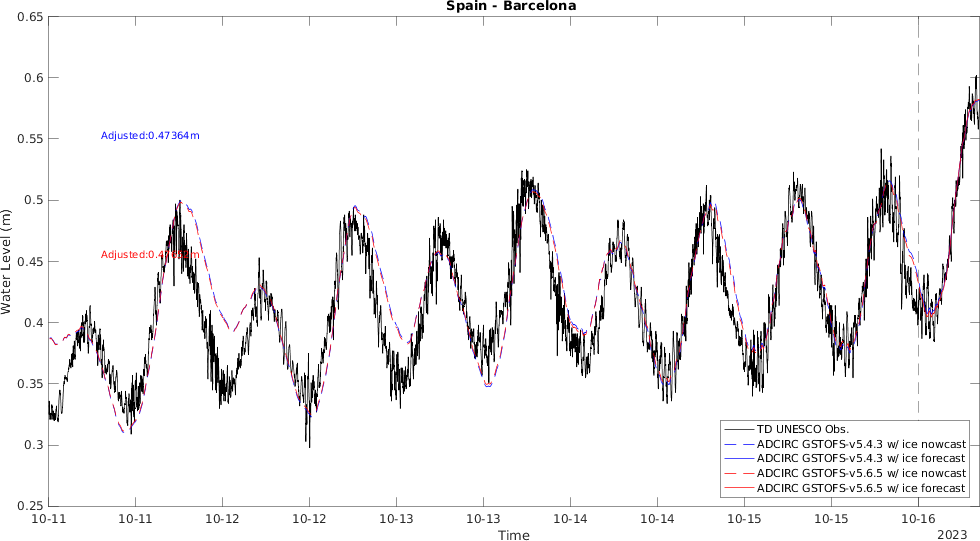 Spain - Barcelona
0.65
0.6
0.55
0.5
0.45
0.4
0.35
0.3
0.25
Water Level (m)
Adjusted:0.47364m
TD UNESCO Obs.
ADCIRC GSTOFS-v5.4.3 w/ ice nowcast
ADCIRC GSTOFS-v5.4.3 w/ ice forecast
ADCIRC GSTOFS-v5.6.5 w/ ice nowcast
ADCIRC GSTOFS-v5.6.5 w/ ice forecast
10-11 10-11 10-12 10-12 10-13 10-13 10-14 10-14 10-15 10-15 10-16
Time
2023